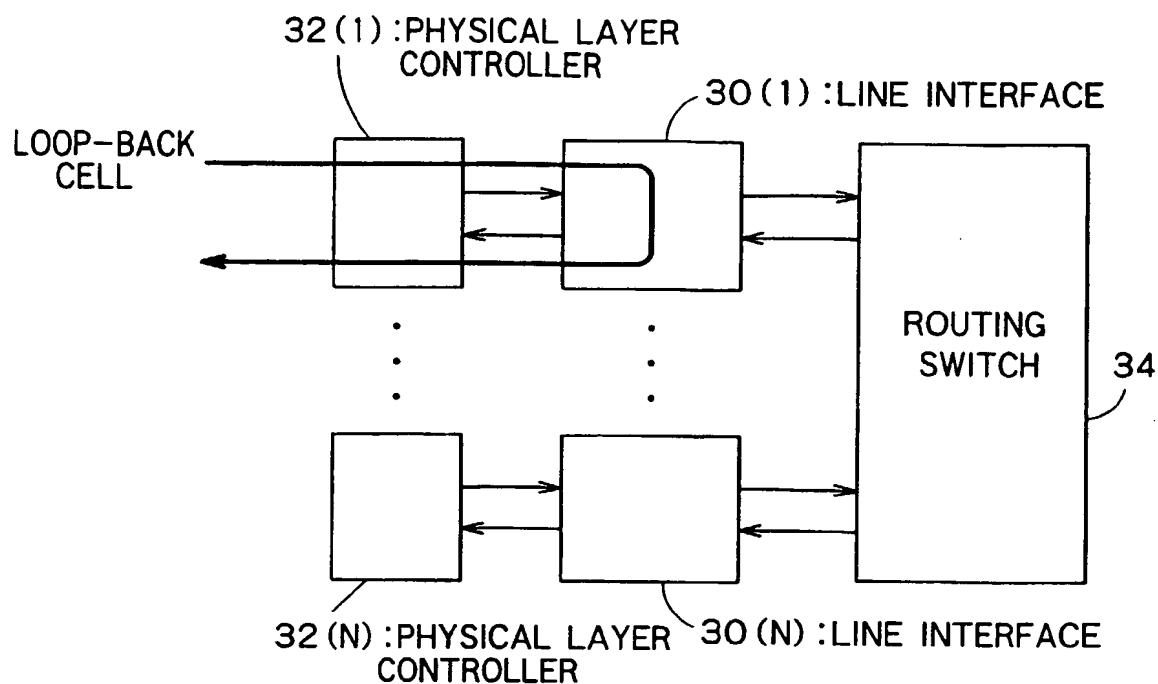 32(1):PHYSICAL LAYER
CONTROLLER
30(1):LINE INTERFACE
LOOP-BACK
CELL
ROUTING
SWITCH
34
32(N):PHYSICAL LAYER
CONTROLLER
30(N):LINE INTERFACE